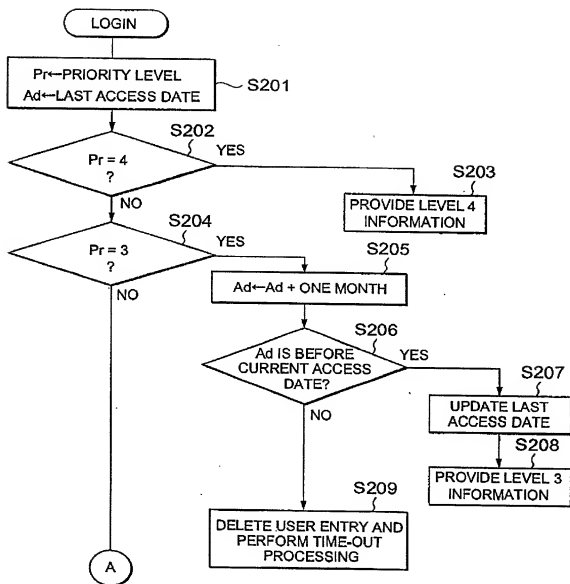 LOGIN
Pr←PRIORITY LEVEL
Ad←LAST ACCESS DATE
S201
S202
Pr = 4
?
YES
NO
S203
PROVIDE LEVEL 4
INFORMATION
S204
Pr = 3
?
YES
NO
S205
Ad←Ad + ONE MONTH
S206
Ad IS BEFORE
CURRENT ACCESS
DATE?
YES
NO
S207
UPDATE LAST
ACCESS DATE
S208
PROVIDE LEVEL 3
INFORMATION
S209
DELETE USER ENTRY AND
PERFORM TIME-OUT
PROCESSING
A